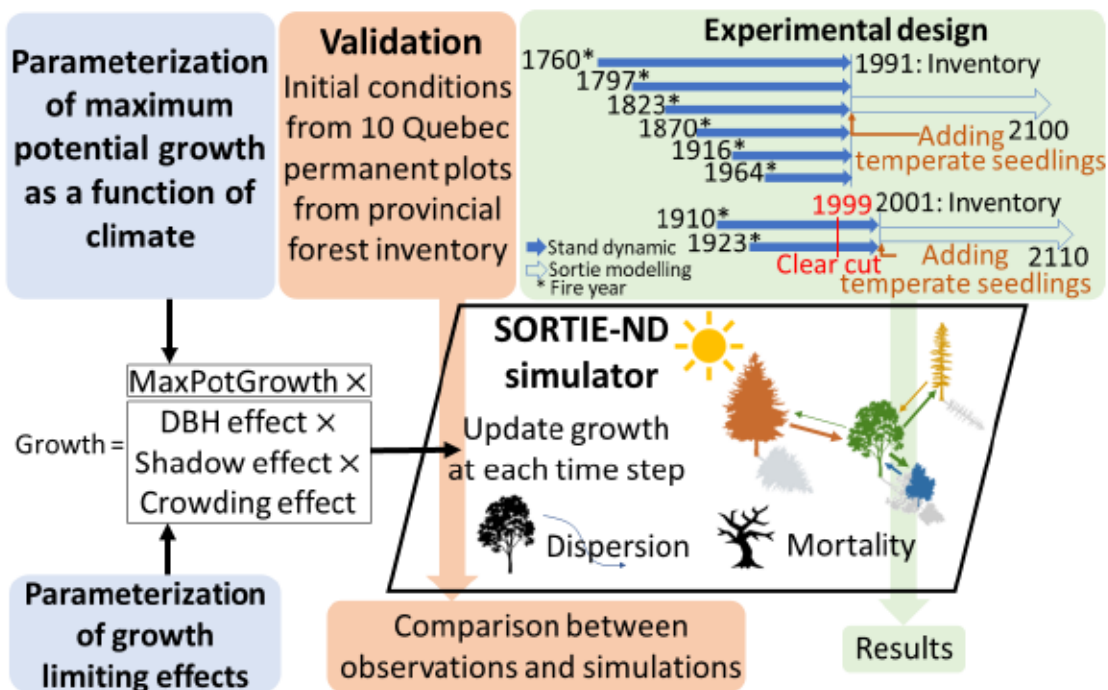 Parameterization
of maximum
potential growth
as a function of
climate
Validation
Initial conditions
from 10 Quebec
permanent plots
from provincial
forest inventory
Experimental design
1760*
1797*
1823*
1870*
1916*
1964*
1991: Inventory
2100
Adding
temperate seedlings
1910*
1923*
1999
Clear cut
2001: Inventory
2110
Adding
temperate seedlings
Stand dynamic
Sortie modelling
* Fire year
MaxPotGrowth ×
Growth =
DBH effect ×
Shadow effect ×
Crowding effect
SORTIE-ND
simulator
Update growth
at each time step
Dispersion
Mortality
Parameterization
of growth
limiting effects
Comparison between
observations and simulations
Results